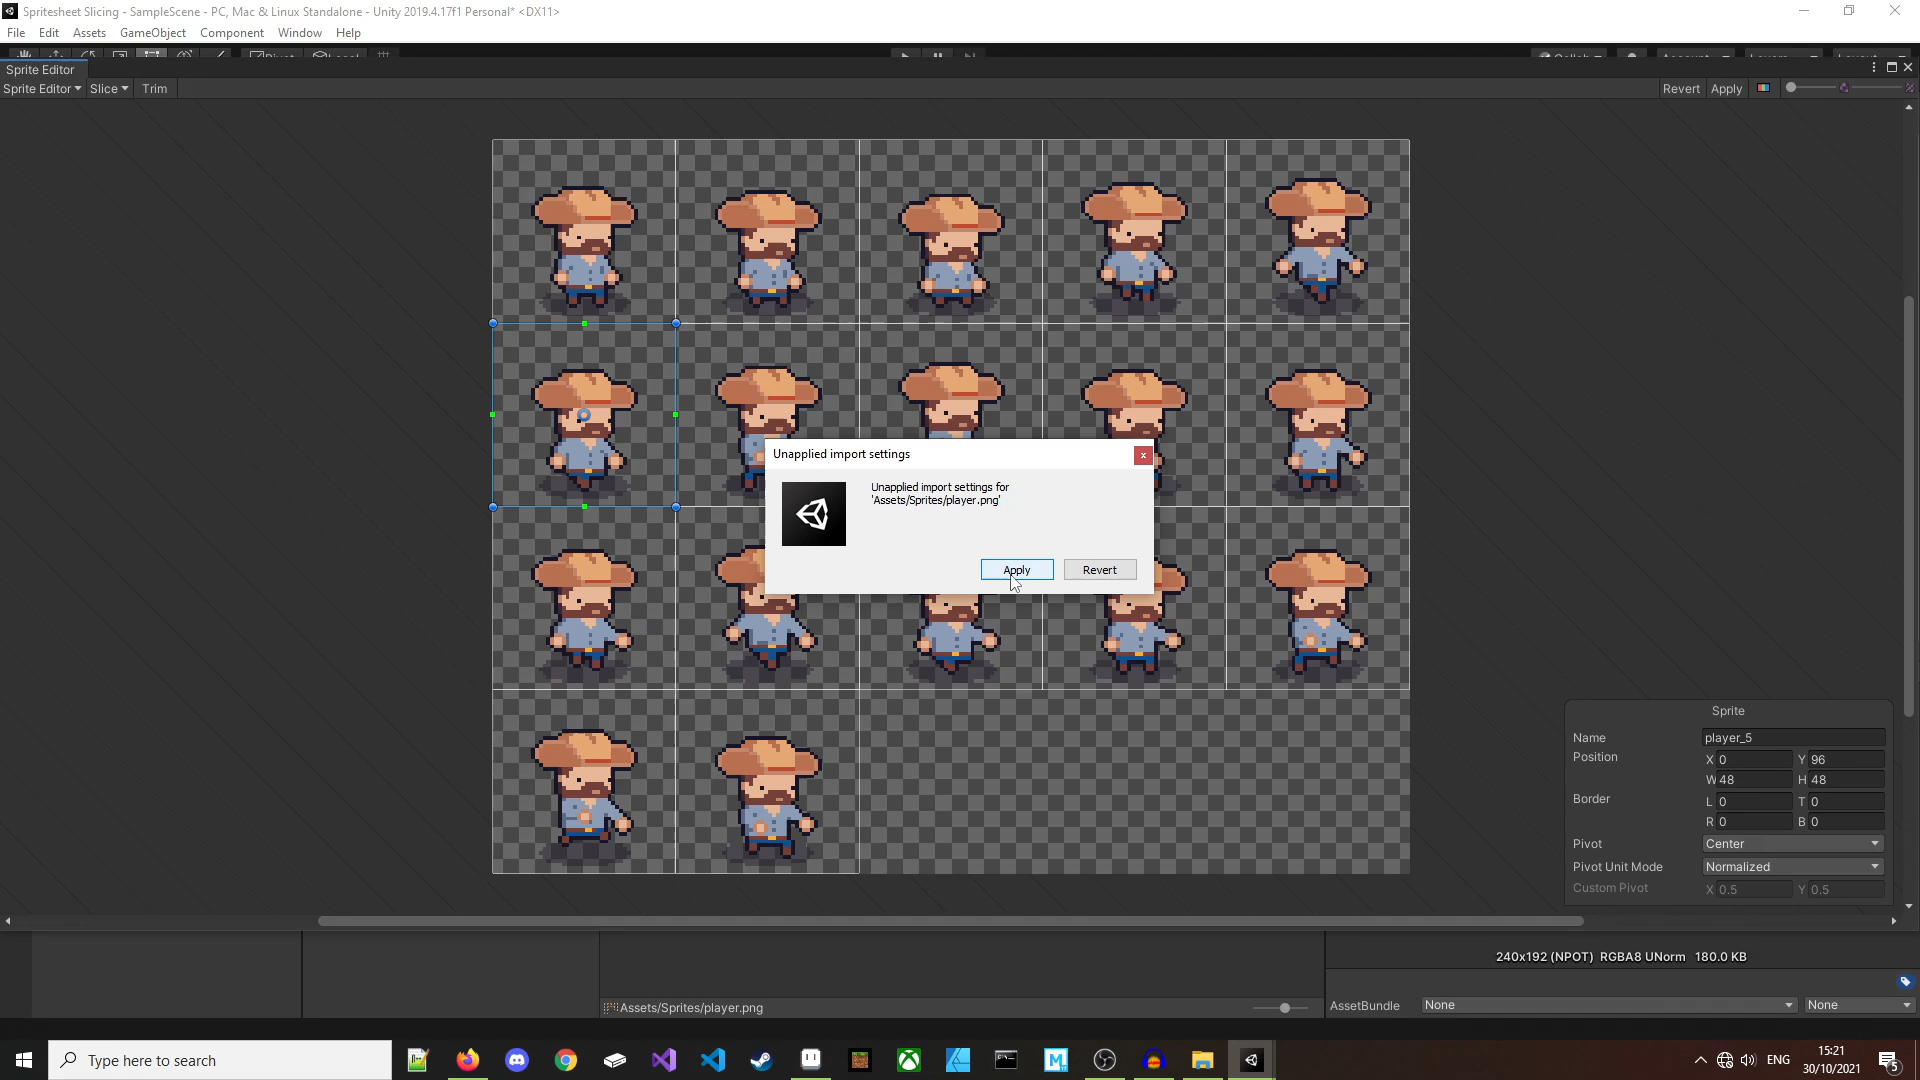 Spritesheet Slicing - SampleScene - PC, Mac & Linux Standalone - Unity 2019.4.17f1 Personal* <DX11>
File Edit Assets GameObject Component Window Help
Sprite Editor
Sprite Editor Slice Trim Revert Apply
Unapplied import settings
x
Unapplied import settings for
'Assets/Sprites/player.png'
Apply Revert
Sprite
Name player_5
Position X 0 Y 96
W 48 H 48
Border L 0 T 0
R 0 B 0
Pivot Center
Pivot Unit Mode Normalized
Custom Pivot X 0.5 Y 0.5
240x192 (NPOT) RGBA8 UNorm 180.0 KB
Assets/Sprites/player.png
AssetBundle None None
Type here to search
ENG
15:21
30/10/2021
5